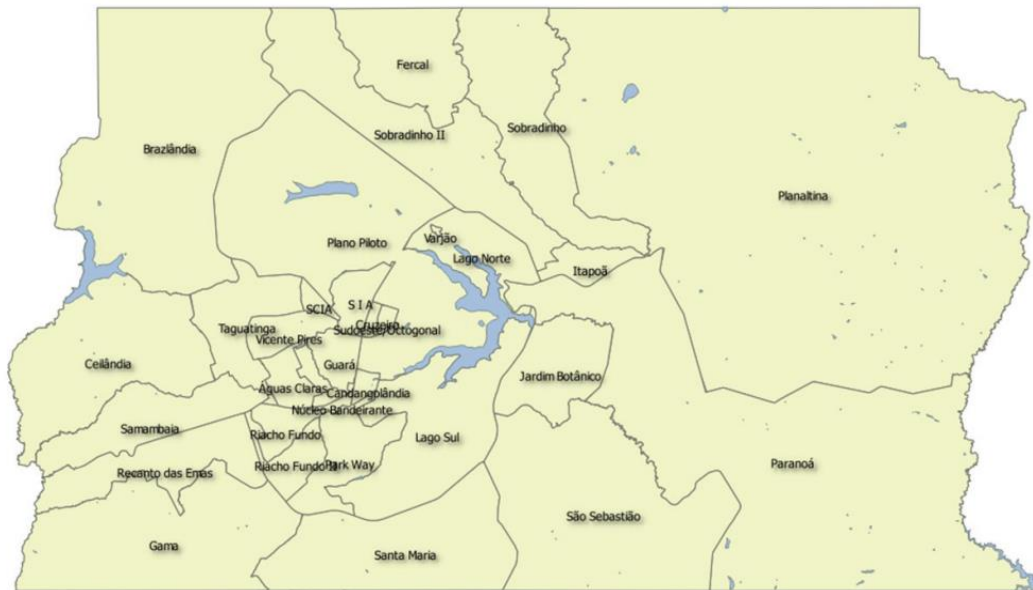 Fercal
Sobradinho II
Sobradinho
Brazlândia
Planaltina
Plano Piloto
Varjão
Lago Norte
Itapoã
SCIA
S I A
Cruzeiro
Taguatinga
Sudoeste/Octogonal
Vicente Pires
Ceilândia
Guará
Jardim Botânico
Águas Claras
Candangolândia
Núcleo Bandeirante
Samambaia
Riacho Fundo
Lago Sul
Recanto das Emas
Riacho Fundo II
Park Way
Paranoá
São Sebastião
Gama
Santa Maria